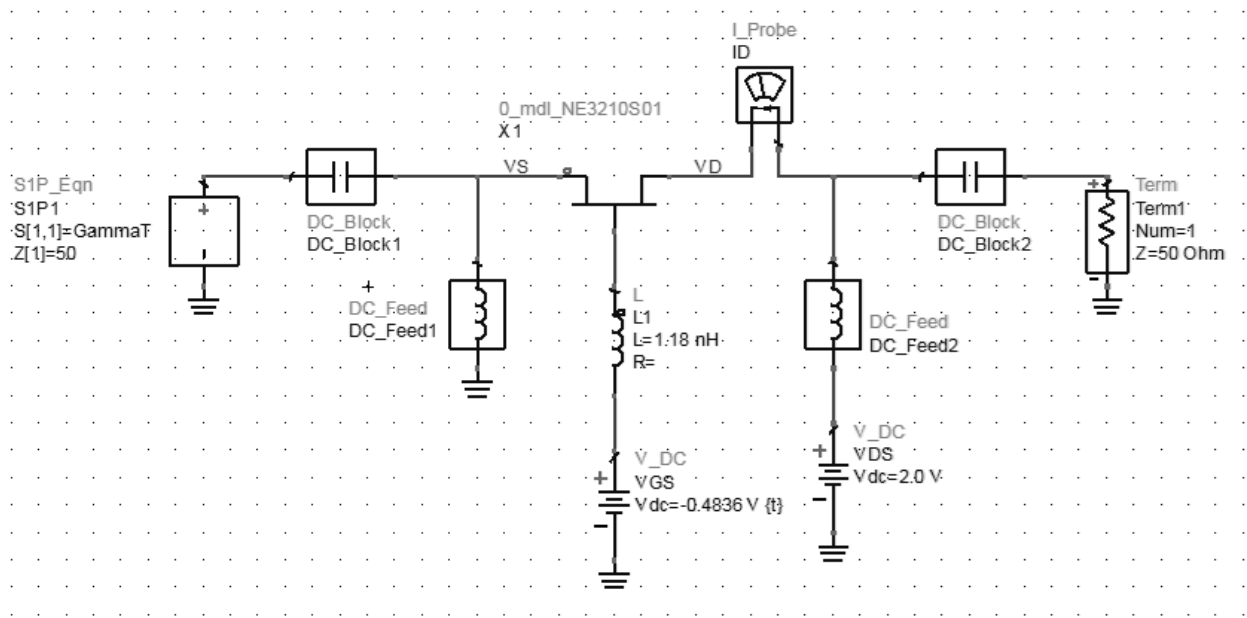 I_Probe
ID
0_mdl_NE3210S01
X1
VS
VD
S1P_Eqn
S1P1
S[1,1]=GammaT
Z[1]=50
DC_Block
DC_Block1
DC_Block
DC_Block2
Term
Term1
Num=1
Z=50 Ohm
DC_Feed
DC_Feed1
L
L1
L=1.18 nH
R=
DC_Feed
DC_Feed2
V_DC
VGS
Vdc=-0.4836 V {t}
V_DC
VDS
Vdc=2.0 V